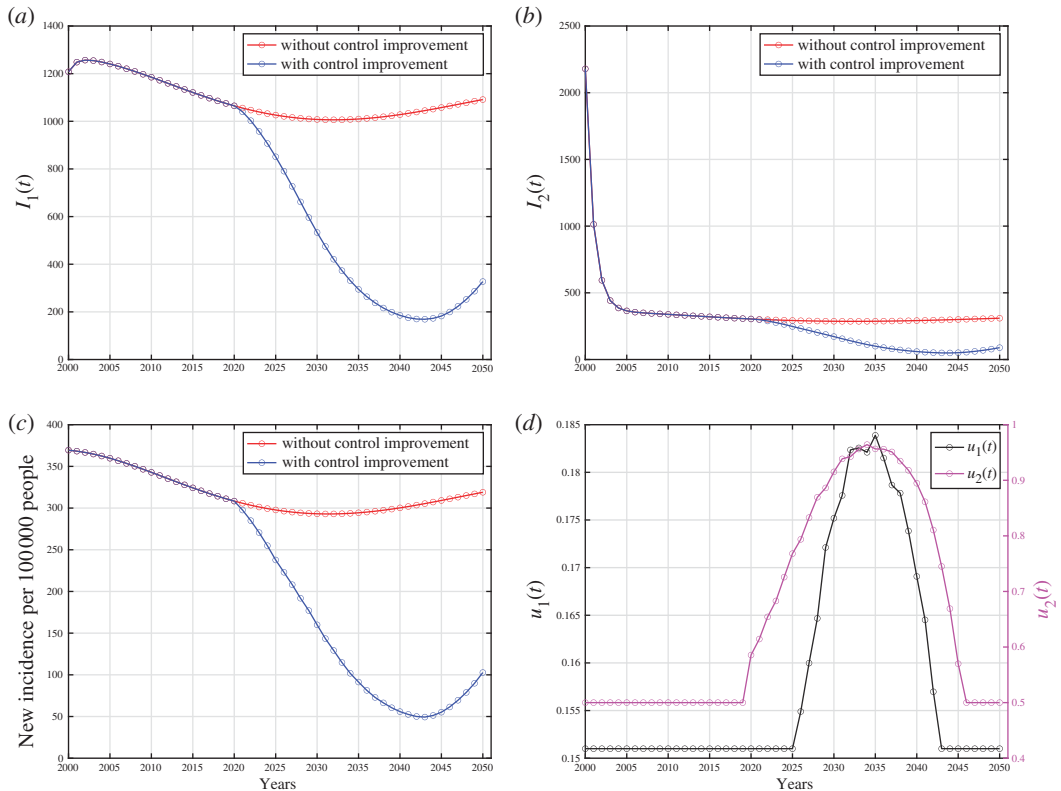 (a)
1400
1200
1000
800
600
400
200
0
I1(t)
without control improvement
with control improvement
2000 2005 2010 2015 2020 2025 2030 2035 2040 2045 2050
(b)
2500
2000
1500
1000
500
0
I2(t)
without control improvement
with control improvement
2000 2005 2010 2015 2020 2025 2030 2035 2040 2045 2050
(c)
400
350
300
250
200
150
100
50
0
New incidence per 100000 people
without control improvement
with control improvement
2000 2005 2010 2015 2020 2025 2030 2035 2040 2045 2050
Years
(d)
0.185
0.18
0.175
0.17
0.165
0.16
0.155
0.15
u1(t)
u1(t)
u2(t)
1
0.9
0.8
0.7
0.6
0.5
0.4
u2(t)
2000 2005 2010 2015 2020 2025 2030 2035 2040 2045 2050
Years